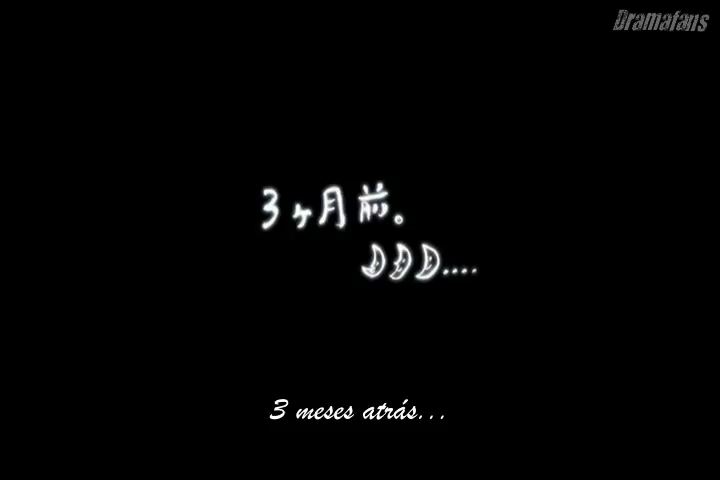 Dramafans
3ヶ月前。
....
3 meses atrás...